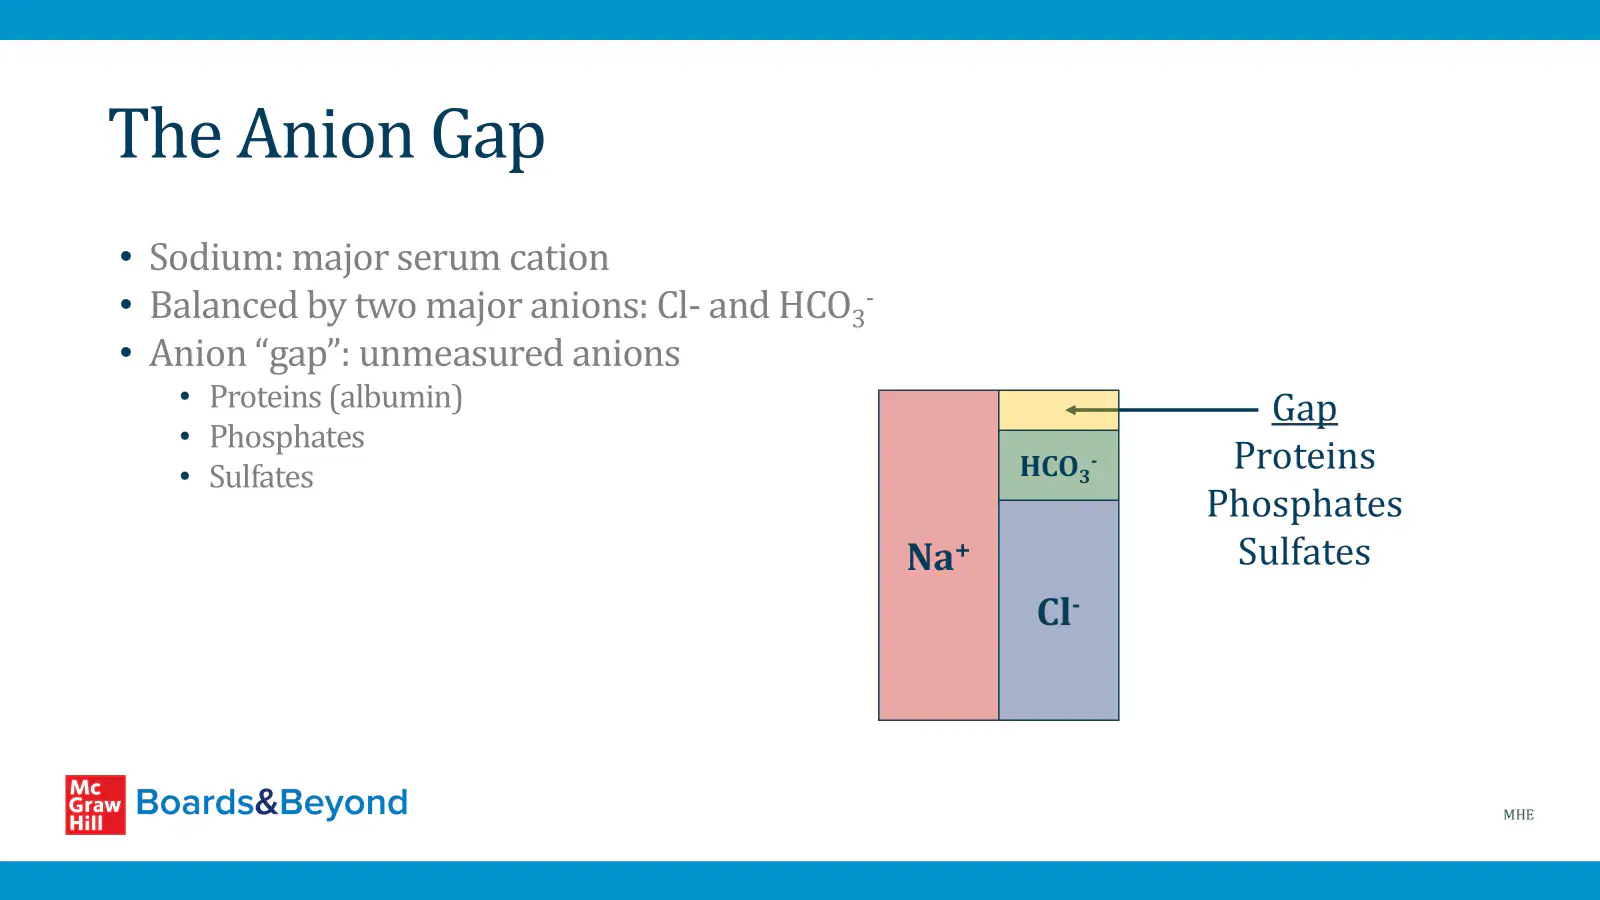 The Anion Gap
• Sodium: major serum cation
• Balanced by two major anions: Cl- and HCO₃⁻
• Anion “gap”: unmeasured anions
• Proteins (albumin)
• Phosphates
• Sulfates
Gap
Proteins
Phosphates
Sulfates
HCO₃⁻
Na⁺
Cl⁻
Mc
Graw
Hill
Boards&Beyond
MHE